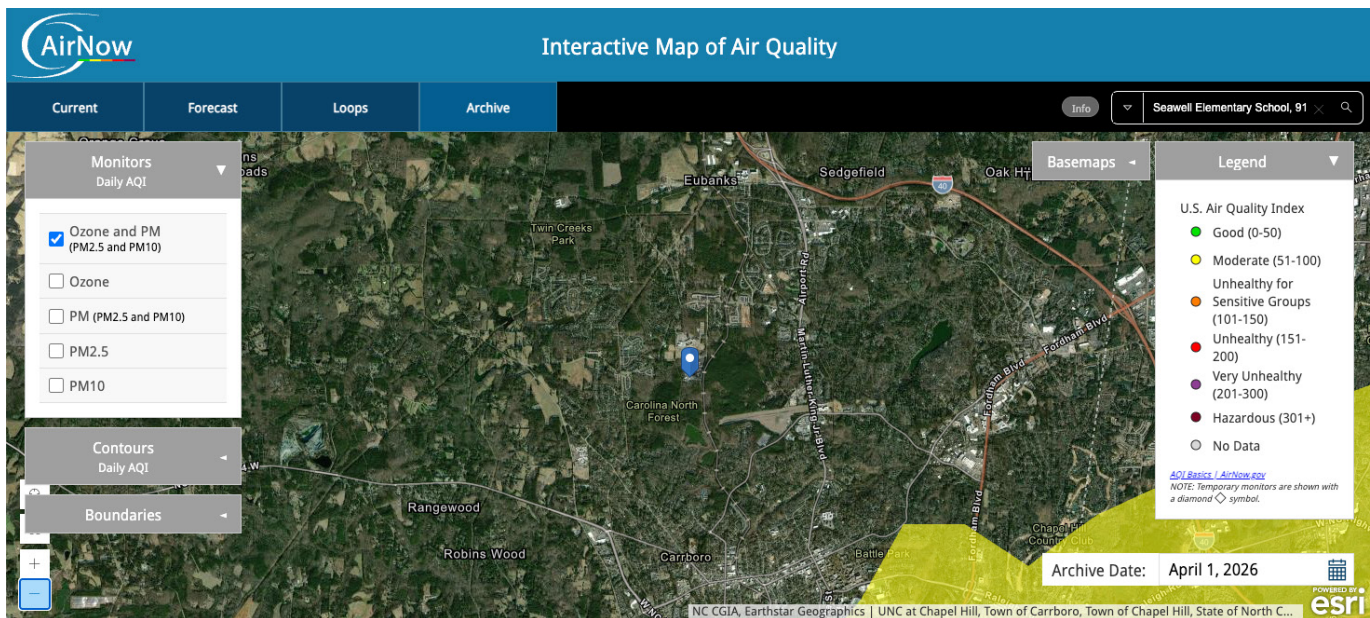 AirNow
Interactive Map of Air Quality
Current
Forecast
Loops
Archive
Info
Seawell Elementary School, 91
Monitors
Daily AQI
Ozone and PM
(PM2.5 and PM10)
Ozone
PM (PM2.5 and PM10)
PM2.5
PM10
Contours
Daily AQI
Boundaries
Basemaps
Legend
U.S. Air Quality Index
Good (0-50)
Moderate (51-100)
Unhealthy for
Sensitive Groups
(101-150)
Unhealthy (151-
200)
Very Unhealthy
(201-300)
Hazardous (301+)
No Data
AQI Basics | AirNow.gov
NOTE: Temporary monitors are shown with
a diamond symbol.
Eubanks
Sedgefield
40
Oak H
Twin Creeks
Park
Airport Rd
Martin Luther King Jr Blvd
Fordham Blvd
Fordham Blvd
Fordham Blvd
Carolina North
Forest
Rangewood
Robins Wood
Carrboro
Battle Park
Chapel Hill
Country Club
40
+
−
Archive Date:
April 1, 2026
NC CGIA, Earthstar Geographics | UNC at Chapel Hill, Town of Carrboro, Town of Chapel Hill, State of North C...
POWERED BY
esri